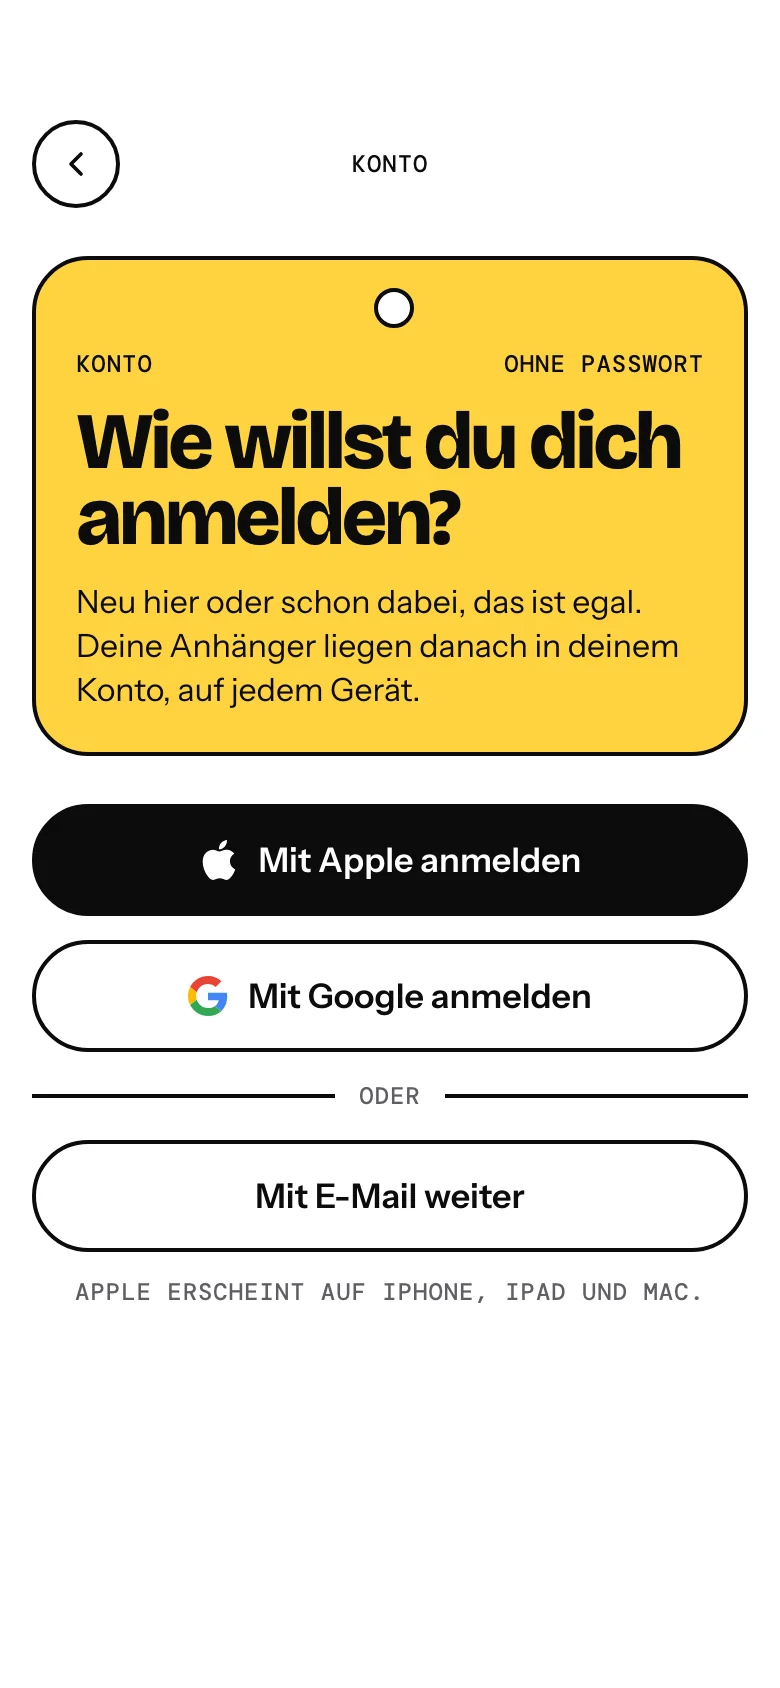 KONTO
KONTO
OHNE PASSWORT
Wie willst du dich
anmelden?
Neu hier oder schon dabei, das ist egal.
Deine Anhänger liegen danach in deinem
Konto, auf jedem Gerät.
Mit Apple anmelden
Mit Google anmelden
ODER
Mit E-Mail weiter
APPLE ERSCHEINT AUF IPHONE, IPAD UND MAC.